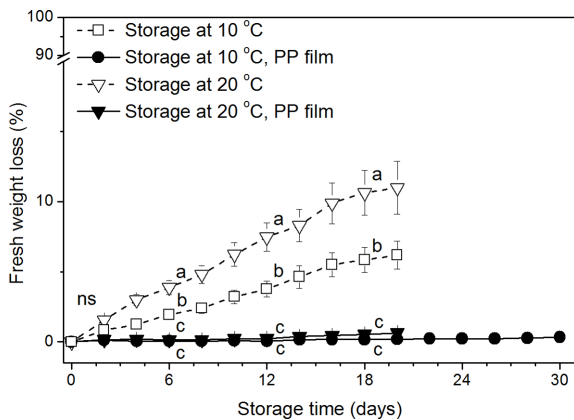 100
90
10
0
Fresh weight loss (%)
Storage at 10 °C
Storage at 10 °C, PP film
Storage at 20 °C
Storage at 20 °C, PP film
ns
a
b
c
c
a
b
c
c
a
b
c
c
0 6 12 18 24 30
Storage time (days)